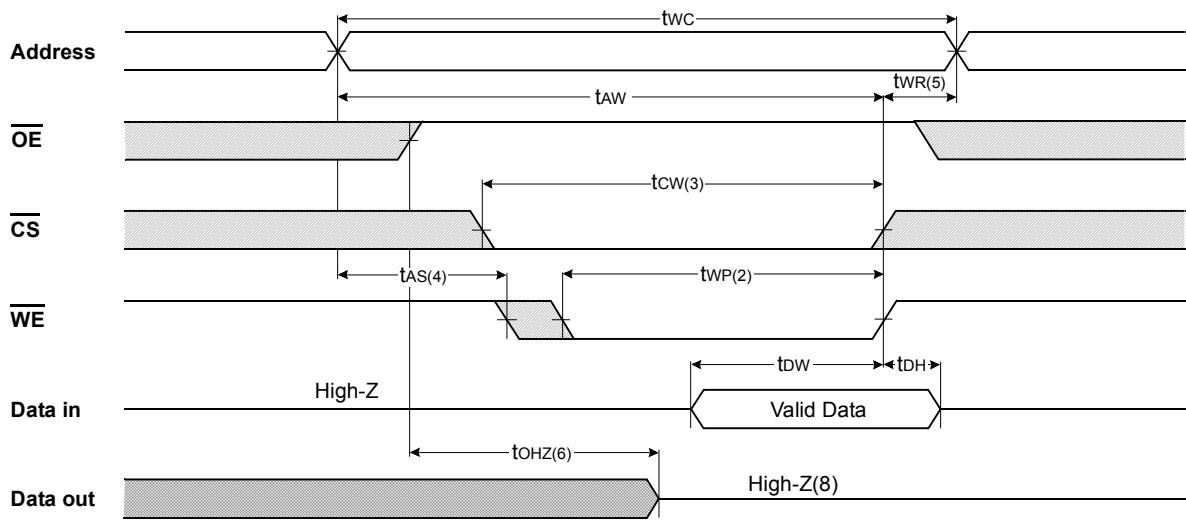 tWC
Address
tAW
tWR(5)
OE
tCW(3)
CS
tAS(4)
tWP(2)
WE
tDW
tDH
High-Z
Data in
Valid Data
tOHZ(6)
High-Z(8)
Data out